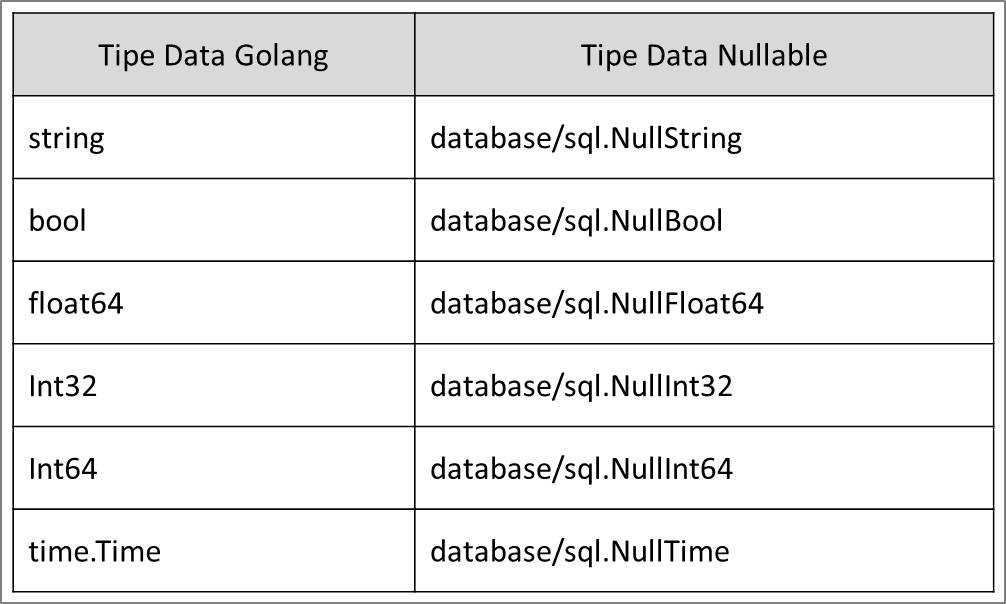 Tipe Data Golang Tipe Data Nullable
string database/sql.NullString
bool database/sql.NullBool
float64 database/sql.NullFloat64
Int32 database/sql.NullInt32
Int64 database/sql.NullInt64
time.Time database/sql.NullTime